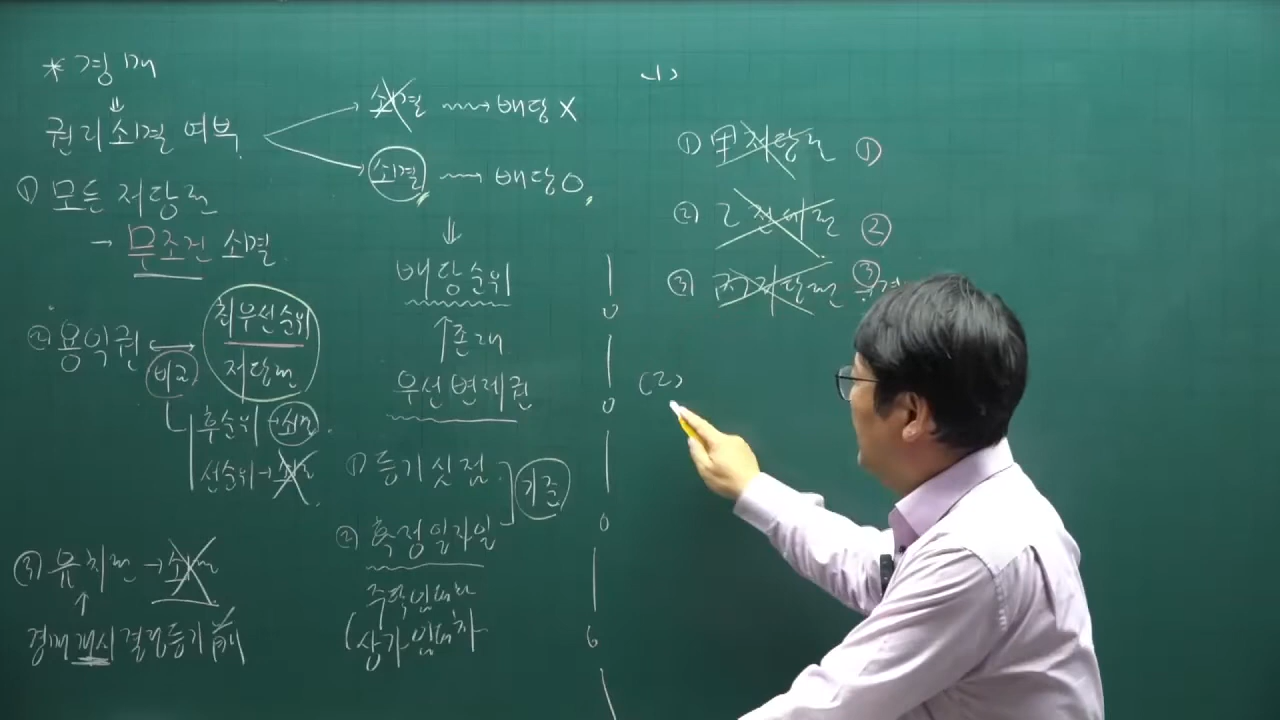 * 경매
⇓
권리소멸 여부
소멸 → 배당 X
소멸 → 배당 O
① 모든 저당권
→ 무조건 소멸
② 용익권 ↔ 최우선순위 저당권
비교
후순위 → 소멸
선순위 → 소멸
③ 유치권 → 소멸
↑
경매개시결정등기 前
⇓
배당순위
↑ 존재
우선변제권
① 등기시점
② 확정일자일
기준
주택임대차
상가임대차
(1)
① 甲 저당권 ①
② 乙 전세권 ②
③ 丙 저당권 ③
(2)